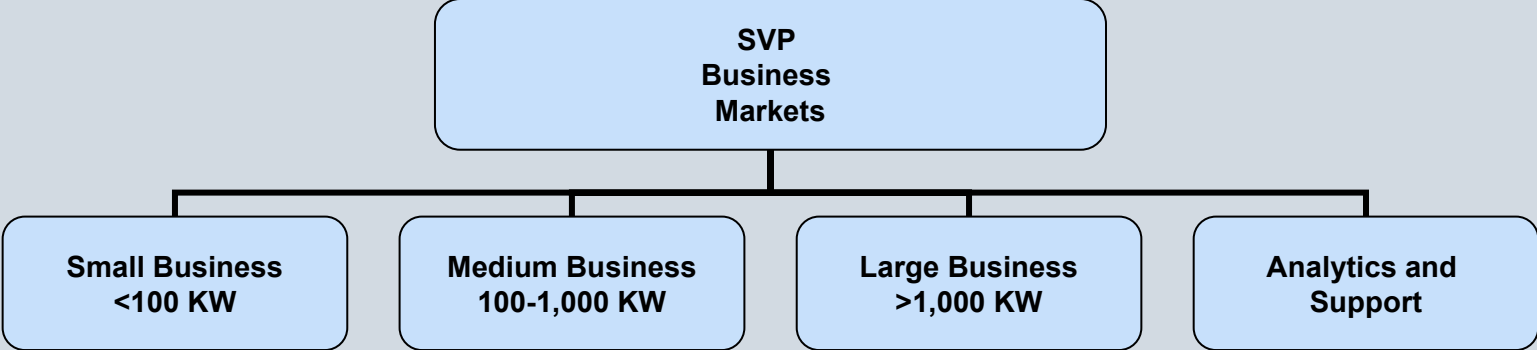 SVP
Business
Markets
Small Business
<100 KW
Medium Business
100-1,000 KW
Large Business
>1,000 KW
Analytics and
Support